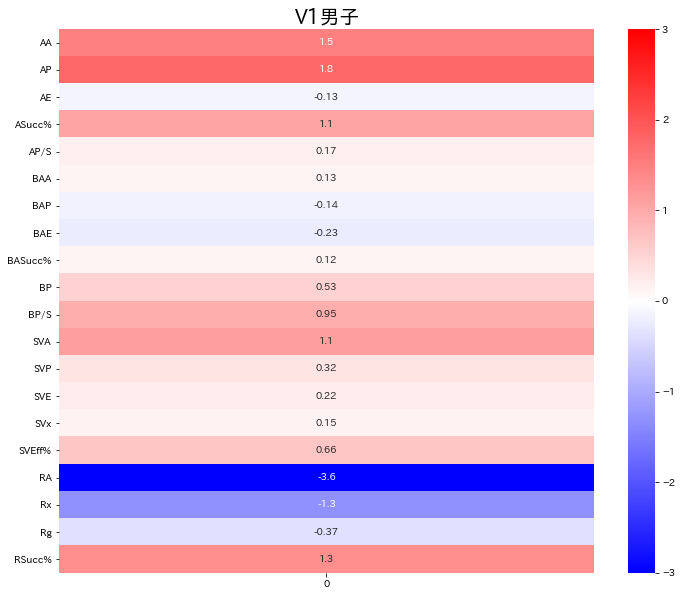 V1男子
AA 1.5
AP 1.8
AE -0.13
ASucc% 1.1
AP/S 0.17
BAA 0.13
BAP -0.14
BAE -0.23
BASucc% 0.12
BP 0.53
BP/S 0.95
SVA 1.1
SVP 0.32
SVE 0.22
SVx 0.15
SVEff% 0.66
RA -3.6
Rx -1.3
Rg -0.37
RSucc% 1.3
0
3
2
1
0
−1
−2
−3